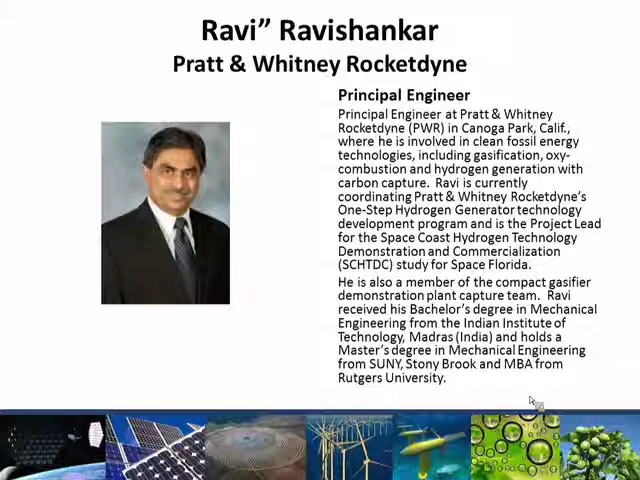 Ravi” Ravishankar
Pratt & Whitney Rocketdyne
Principal Engineer
Principal Engineer at Pratt & Whitney
Rocketdyne (PWR) in Canoga Park, Calif.,
where he is involved in clean fossil energy
technologies, including gasification, oxy-
combustion and hydrogen generation with
carbon capture.  Ravi is currently
coordinating Pratt & Whitney Rocketdyne’s
One-Step Hydrogen Generator technology
development program and is the Project Lead
for the Space Coast Hydrogen Technology
Demonstration and Commercialization
(SCHTDC) study for Space Florida.
He is also a member of the compact gasifier
demonstration plant capture team.  Ravi
received his Bachelor’s degree in Mechanical
Engineering from the Indian Institute of
Technology, Madras (India) and holds a
Master’s degree in Mechanical Engineering
from SUNY, Stony Brook and MBA from
Rutgers University.